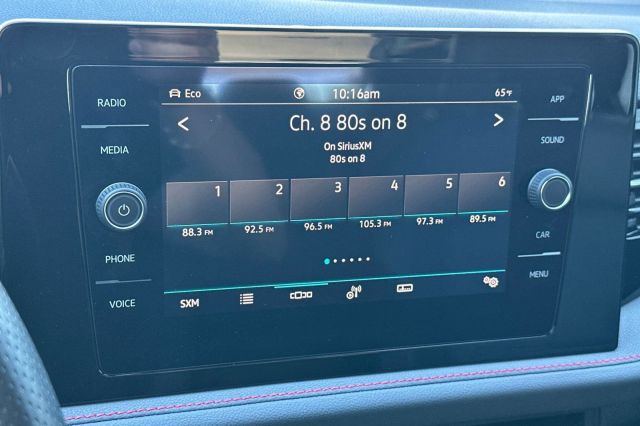 RADIO
MEDIA
PHONE
VOICE
Eco
10:16am
65°F
Ch. 8 80s on 8
On SiriusXM
80s on 8
1 2 3 4 5 6
88.3 FM 92.5 FM 96.5 FM 105.3 FM 97.3 FM 89.5 FM
SXM
APP
SOUND
CAR
MENU